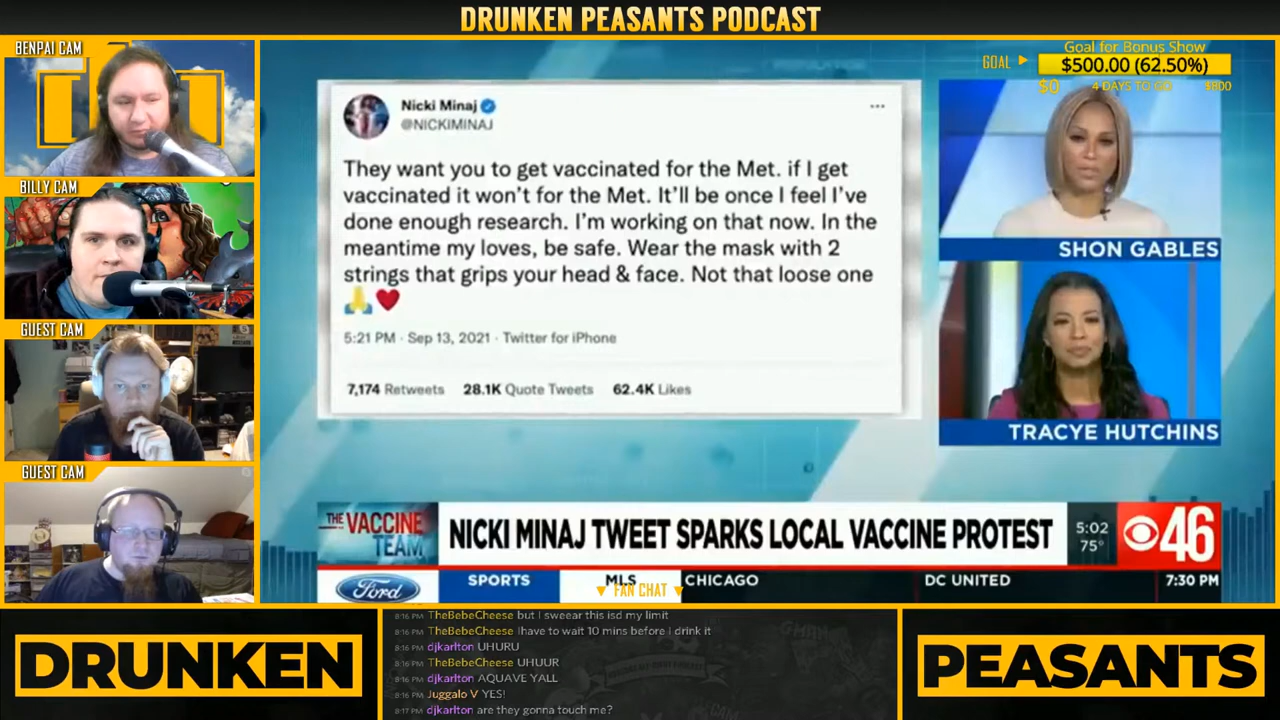 DRUNKEN PEASANTS PODCAST
BENPAI CAM
BILLY CAM
GUEST CAM
GUEST CAM
GOAL
Goal for Bonus Show
$500.00 (62.50%)
$0
4 DAYS TO GO
$800
Nicki Minaj
@NICKIMINAJ
They want you to get vaccinated for the Met. if I get
vaccinated it won't for the Met. It'll be once I feel I've
done enough research. I'm working on that now. In the
meantime my loves, be safe. Wear the mask with 2
strings that grips your head & face. Not that loose one
🙏❤️
5:21 PM · Sep 13, 2021 · Twitter for iPhone
7,174 Retweets 28.1K Quote Tweets 62.4K Likes
SHON GABLES
TRACYE HUTCHINS
THE VACCINE TEAM
NICKI MINAJ TWEET SPARKS LOCAL VACCINE PROTEST
5:02
75°
46
Ford
SPORTS
MLS
CHICAGO
DC UNITED
7:30 PM
FAN CHAT
8:16 PM TheBebeCheese but I sweear this isd my limit
8:16 PM TheBebeCheese Ihave to wait 10 mins before I drink it
8:16 PM djkarlton UHURU
8:16 PM TheBebeCheese UHUUR
8:16 PM djkarlton AQUAVE YALL
8:16 PM Juggalo V YES!
8:17 PM djkarlton are they gonna touch me?
DRUNKEN
PEASANTS